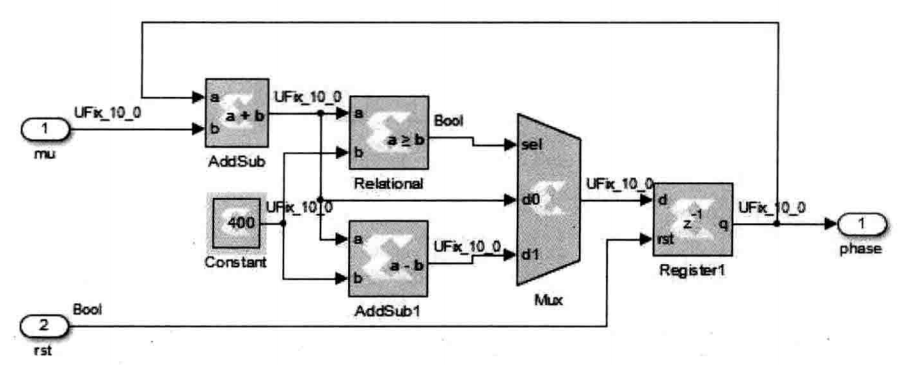 UFix_10_0
1
mu
a
b
a + b
AddSub
UFix_10_0
a
b
a ≥ b
Relational
Bool
sel
d0
d1
Mux
UFix_10_0
400
Constant
UFix_10_0
a
b
a - b
AddSub1
UFix_10_0
d
rst
z-1
q
Register1
UFix_10_0
1
phase
Bool
2
rst